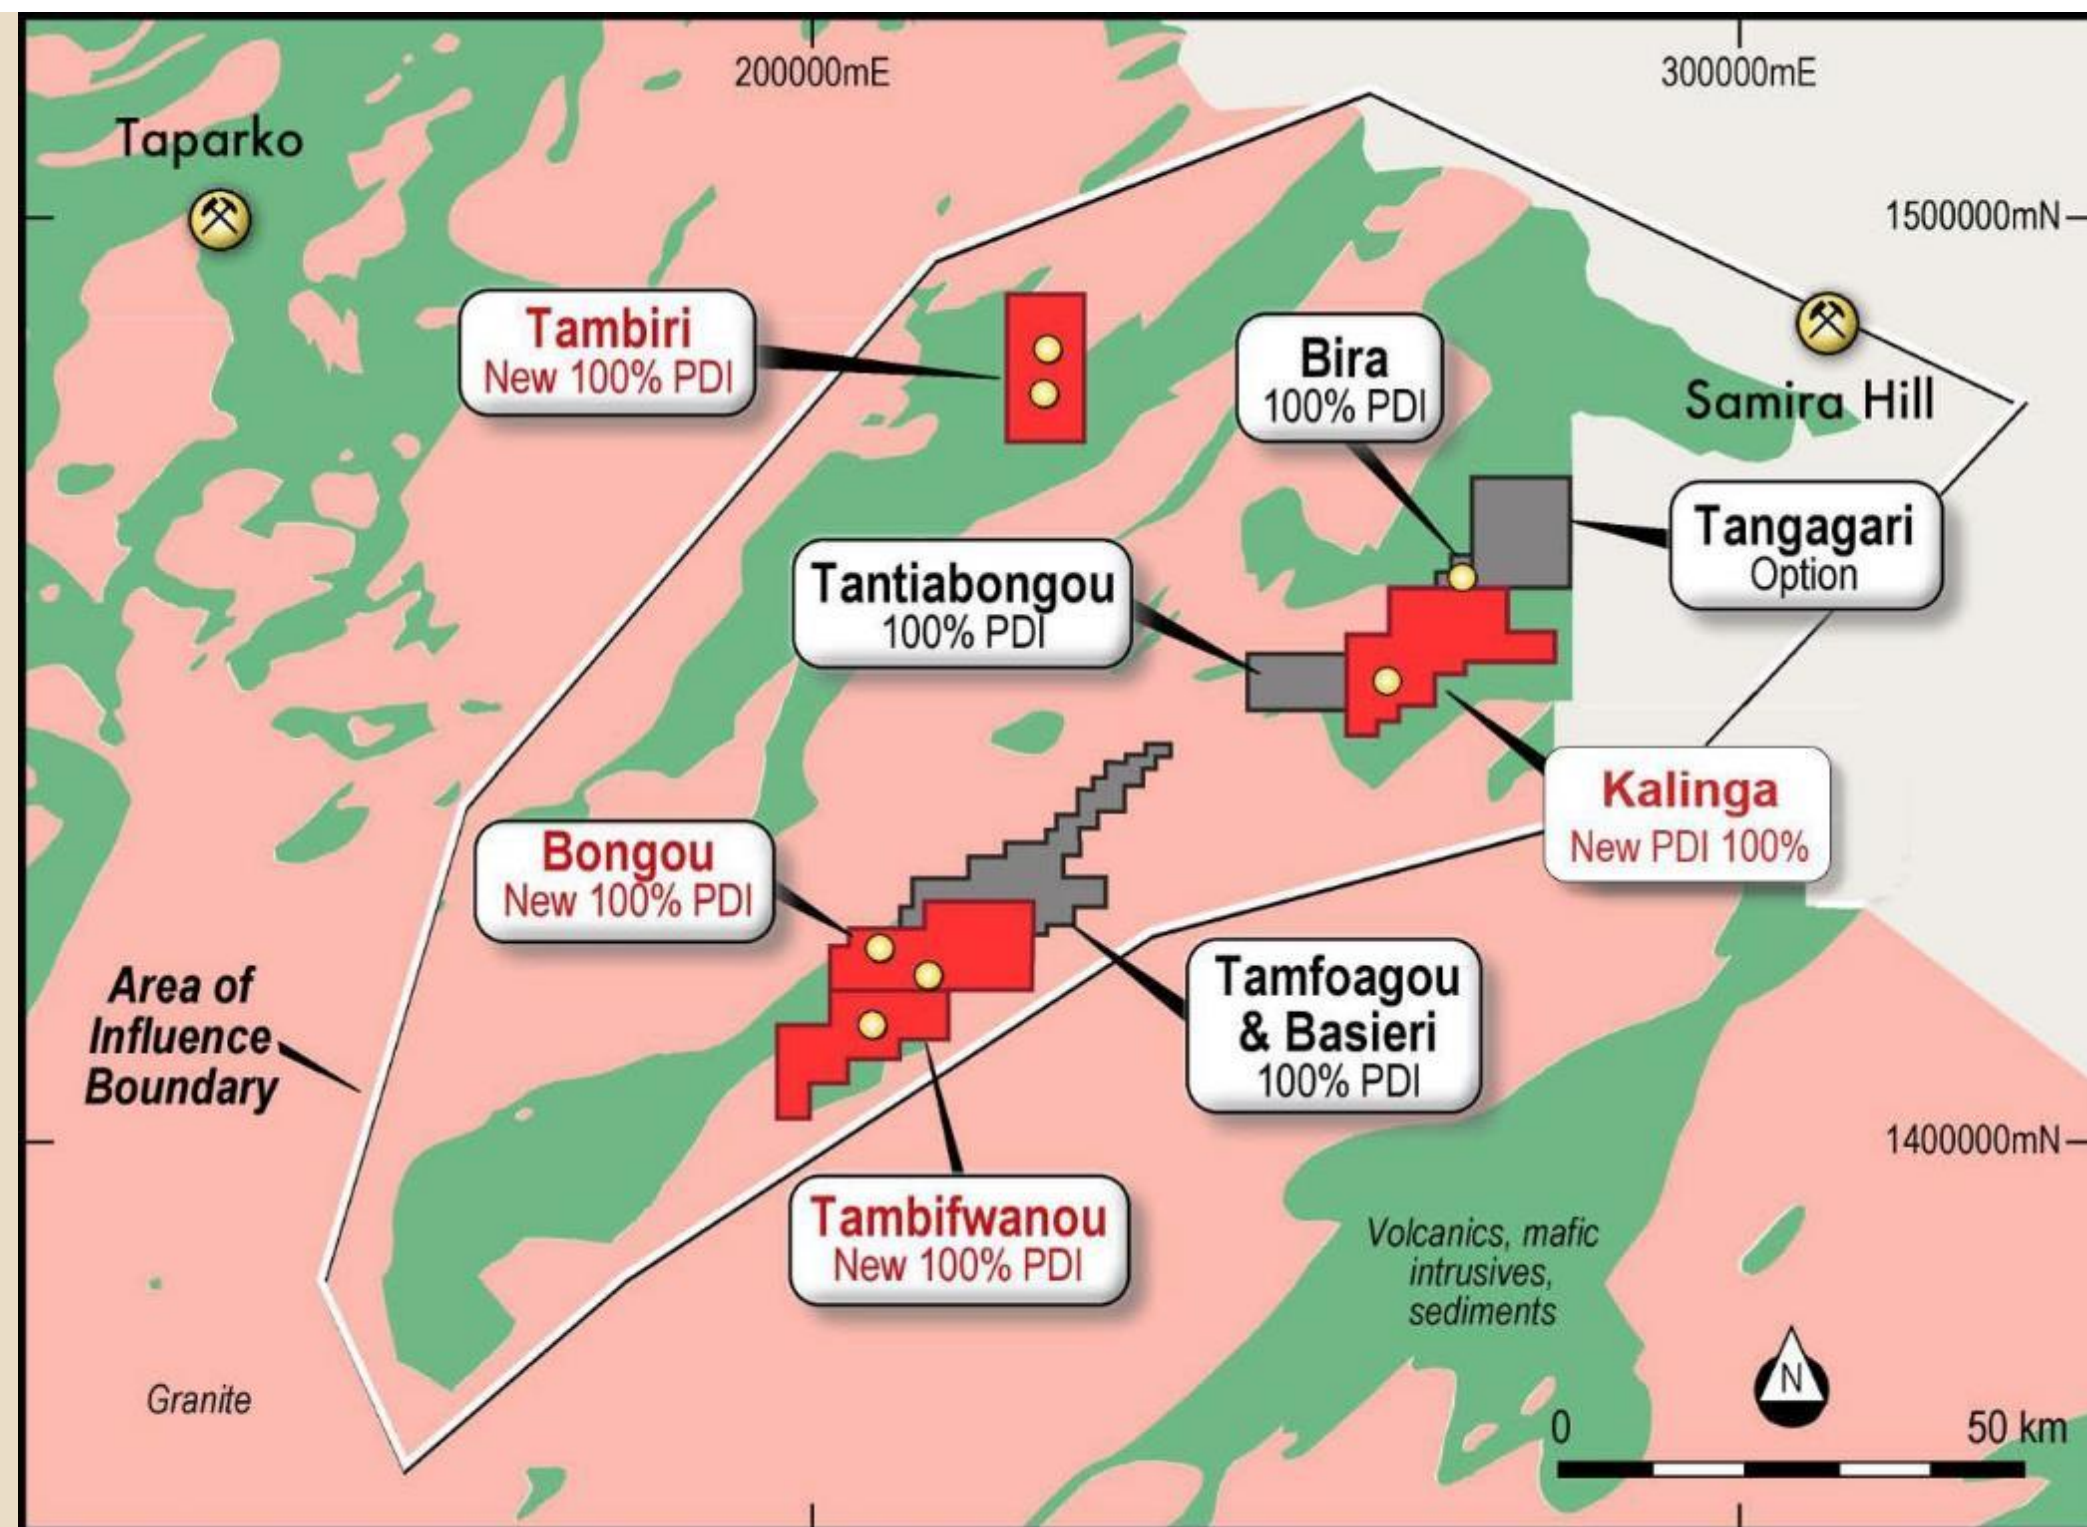 200000mE
300000mE
Taparko
1500000mN
Tambiri
New 100% PDI
Bira
100% PDI
Samira Hill
Tangagari
Option
Tantiabongou
100% PDI
Kalinga
New PDI 100%
Bongou
New 100% PDI
Area of
Influence
Boundary
Tamfoagou
& Basieri
100% PDI
1400000mN
Tambifwanou
New 100% PDI
Volcanics, mafic
intrusives,
sediments
Granite
N
0
50 km